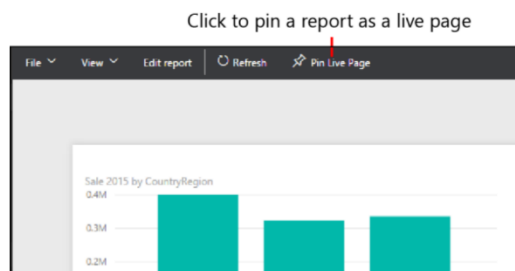 Click to pin a report as a live page
File View Edit report Refresh Pin Live Page
Sale 2015 by CountryRegion
0.4M
0.3M
0.2M